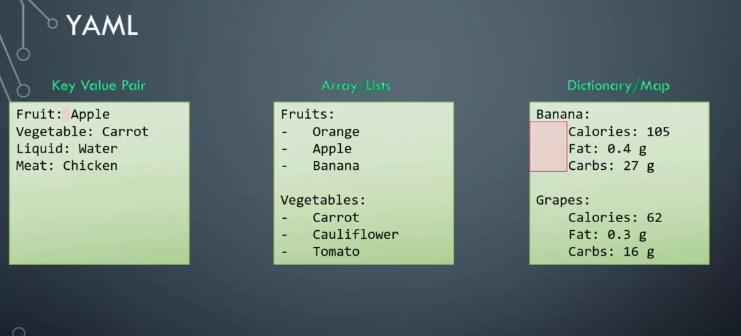 YAML
Key Value Pair
Fruit: Apple
Vegetable: Carrot
Liquid: Water
Meat: Chicken
Array/Lists
Fruits:
- Orange
- Apple
- Banana
Vegetables:
- Carrot
- Cauliflower
- Tomato
Dictionary/Map
Banana:
Calories: 105
Fat: 0.4 g
Carbs: 27 g
Grapes:
Calories: 62
Fat: 0.3 g
Carbs: 16 g